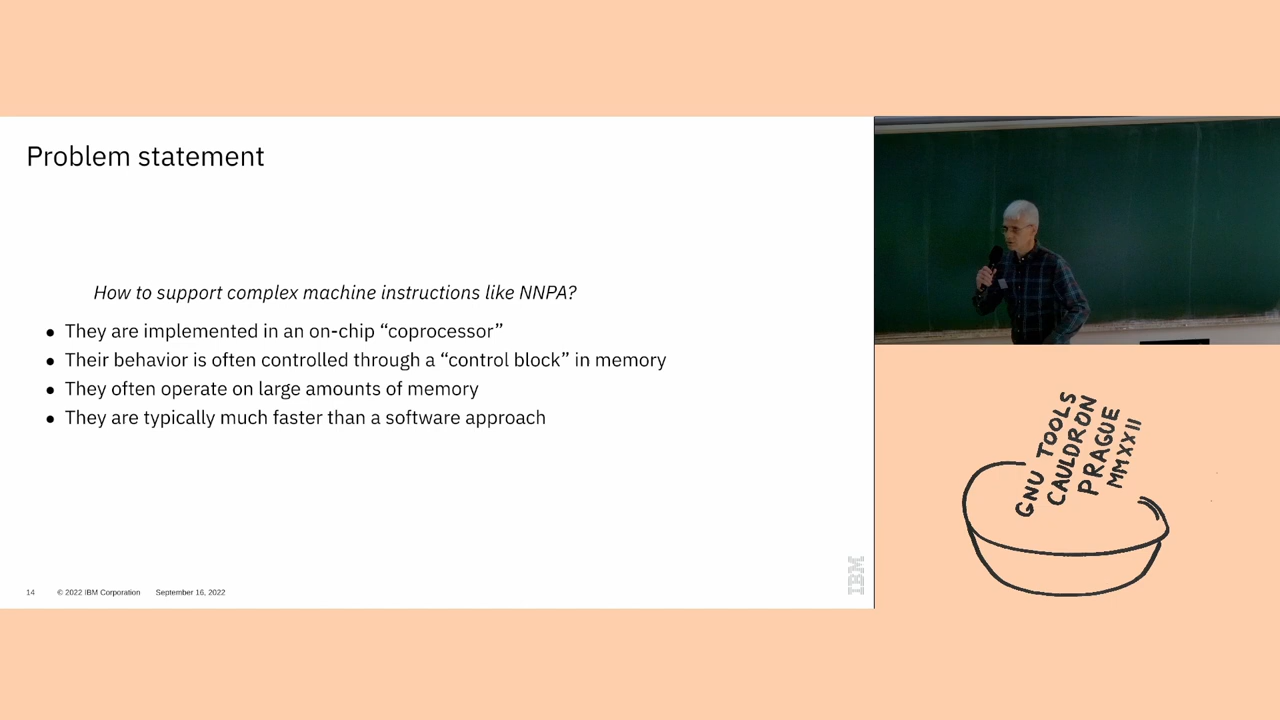 Problem statement
How to support complex machine instructions like NNPA?
• They are implemented in an on-chip “coprocessor”
• Their behavior is often controlled through a “control block” in memory
• They often operate on large amounts of memory
• They are typically much faster than a software approach
14 © 2022 IBM Corporation September 16, 2022
IBM
GNU TOOLS
CAULDRON
PRAGUE
MMXXII